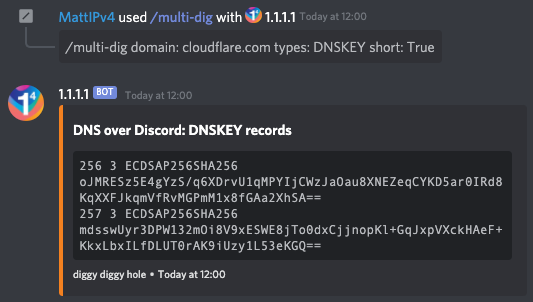 MattIPv4 used /multi-dig with 1.1.1.1 Today at 12:00
/multi-dig domain: cloudflare.com types: DNSKEY short: True
1.1.1.1 BOT Today at 12:00
DNS over Discord: DNSKEY records
256 3 ECDSAP256SHA256
oJMRESz5E4gYzS/q6XDrvU1qMPYIjCWzJaOau8XNEZeqCYKD5ar0IRd8
KqXXFJkqmVfRvMGPmM1x8fGAa2XhSA==
257 3 ECDSAP256SHA256
mdsswUyr3DPW132mOi8V9xESWE8jTo0dxCjjnopKl+GqJxpVXckHAeF+
KkxLbxILfDLUT0rAK9iUzy1L53eKGQ==
diggy diggy hole • Today at 12:00